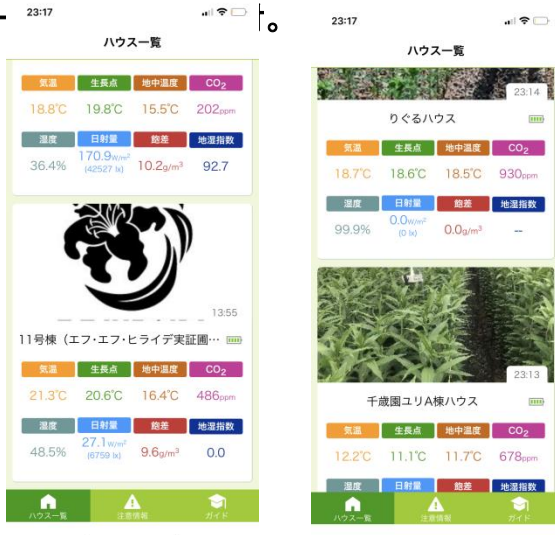 23:17
ハウス一覧
気温 生長点 地中温度 CO2
18.8℃ 19.8℃ 15.5℃ 202ppm
湿度 日射量 飽差 地湿指数
36.4% 170.9W/m² (42527 lx) 10.2g/m³ 92.7
13:55
11号棟(エフ・エフ・ヒライデ実証圃…
気温 生長点 地中温度 CO2
21.3℃ 20.6℃ 16.4℃ 486ppm
湿度 日射量 飽差 地湿指数
48.5% 27.1W/m² (6759 lx) 9.6g/m³ 0.0
ハウス一覧 注意情報 ガイド
。
23:17
ハウス一覧
23:14
りぐるハウス
気温 生長点 地中温度 CO2
18.7℃ 18.6℃ 18.5℃ 930ppm
湿度 日射量 飽差 地湿指数
99.9% 0.0W/m² (0 lx) 0.0g/m³ --
23:13
千歳園ユリA棟ハウス
気温 生長点 地中温度 CO2
12.2℃ 11.1℃ 11.7℃ 678ppm
湿度 日射量 飽差 地湿指数
ハウス一覧 注意情報 ガイド